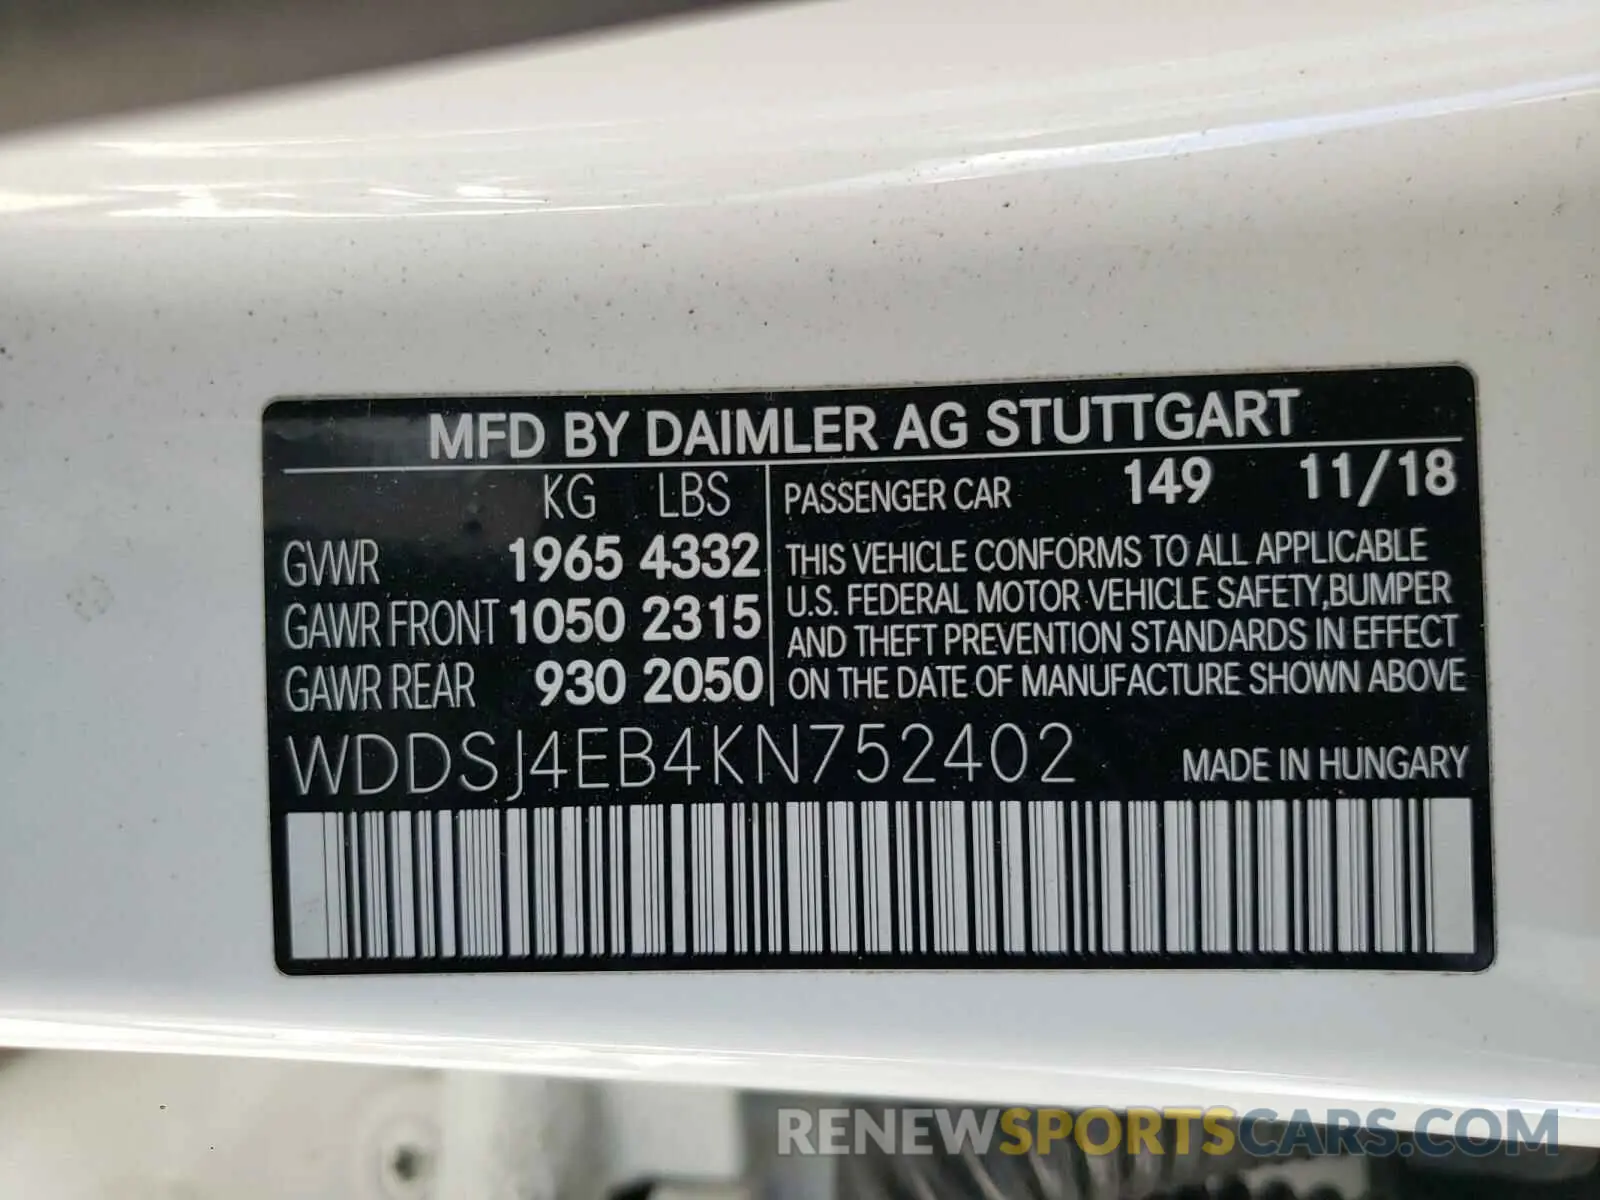 MFD BY DAIMLER AG STUTTGART
KG LBS
GVWR 1965 4332
GAWR FRONT 1050 2315
GAWR REAR 930 2050
PASSENGER CAR 149 11/18
THIS VEHICLE CONFORMS TO ALL APPLICABLE
U.S. FEDERAL MOTOR VEHICLE SAFETY,BUMPER
AND THEFT PREVENTION STANDARDS IN EFFECT
ON THE DATE OF MANUFACTURE SHOWN ABOVE
WDDSJ4EB4KN752402 MADE IN HUNGARY
RENEWSPORTSCARS.COM